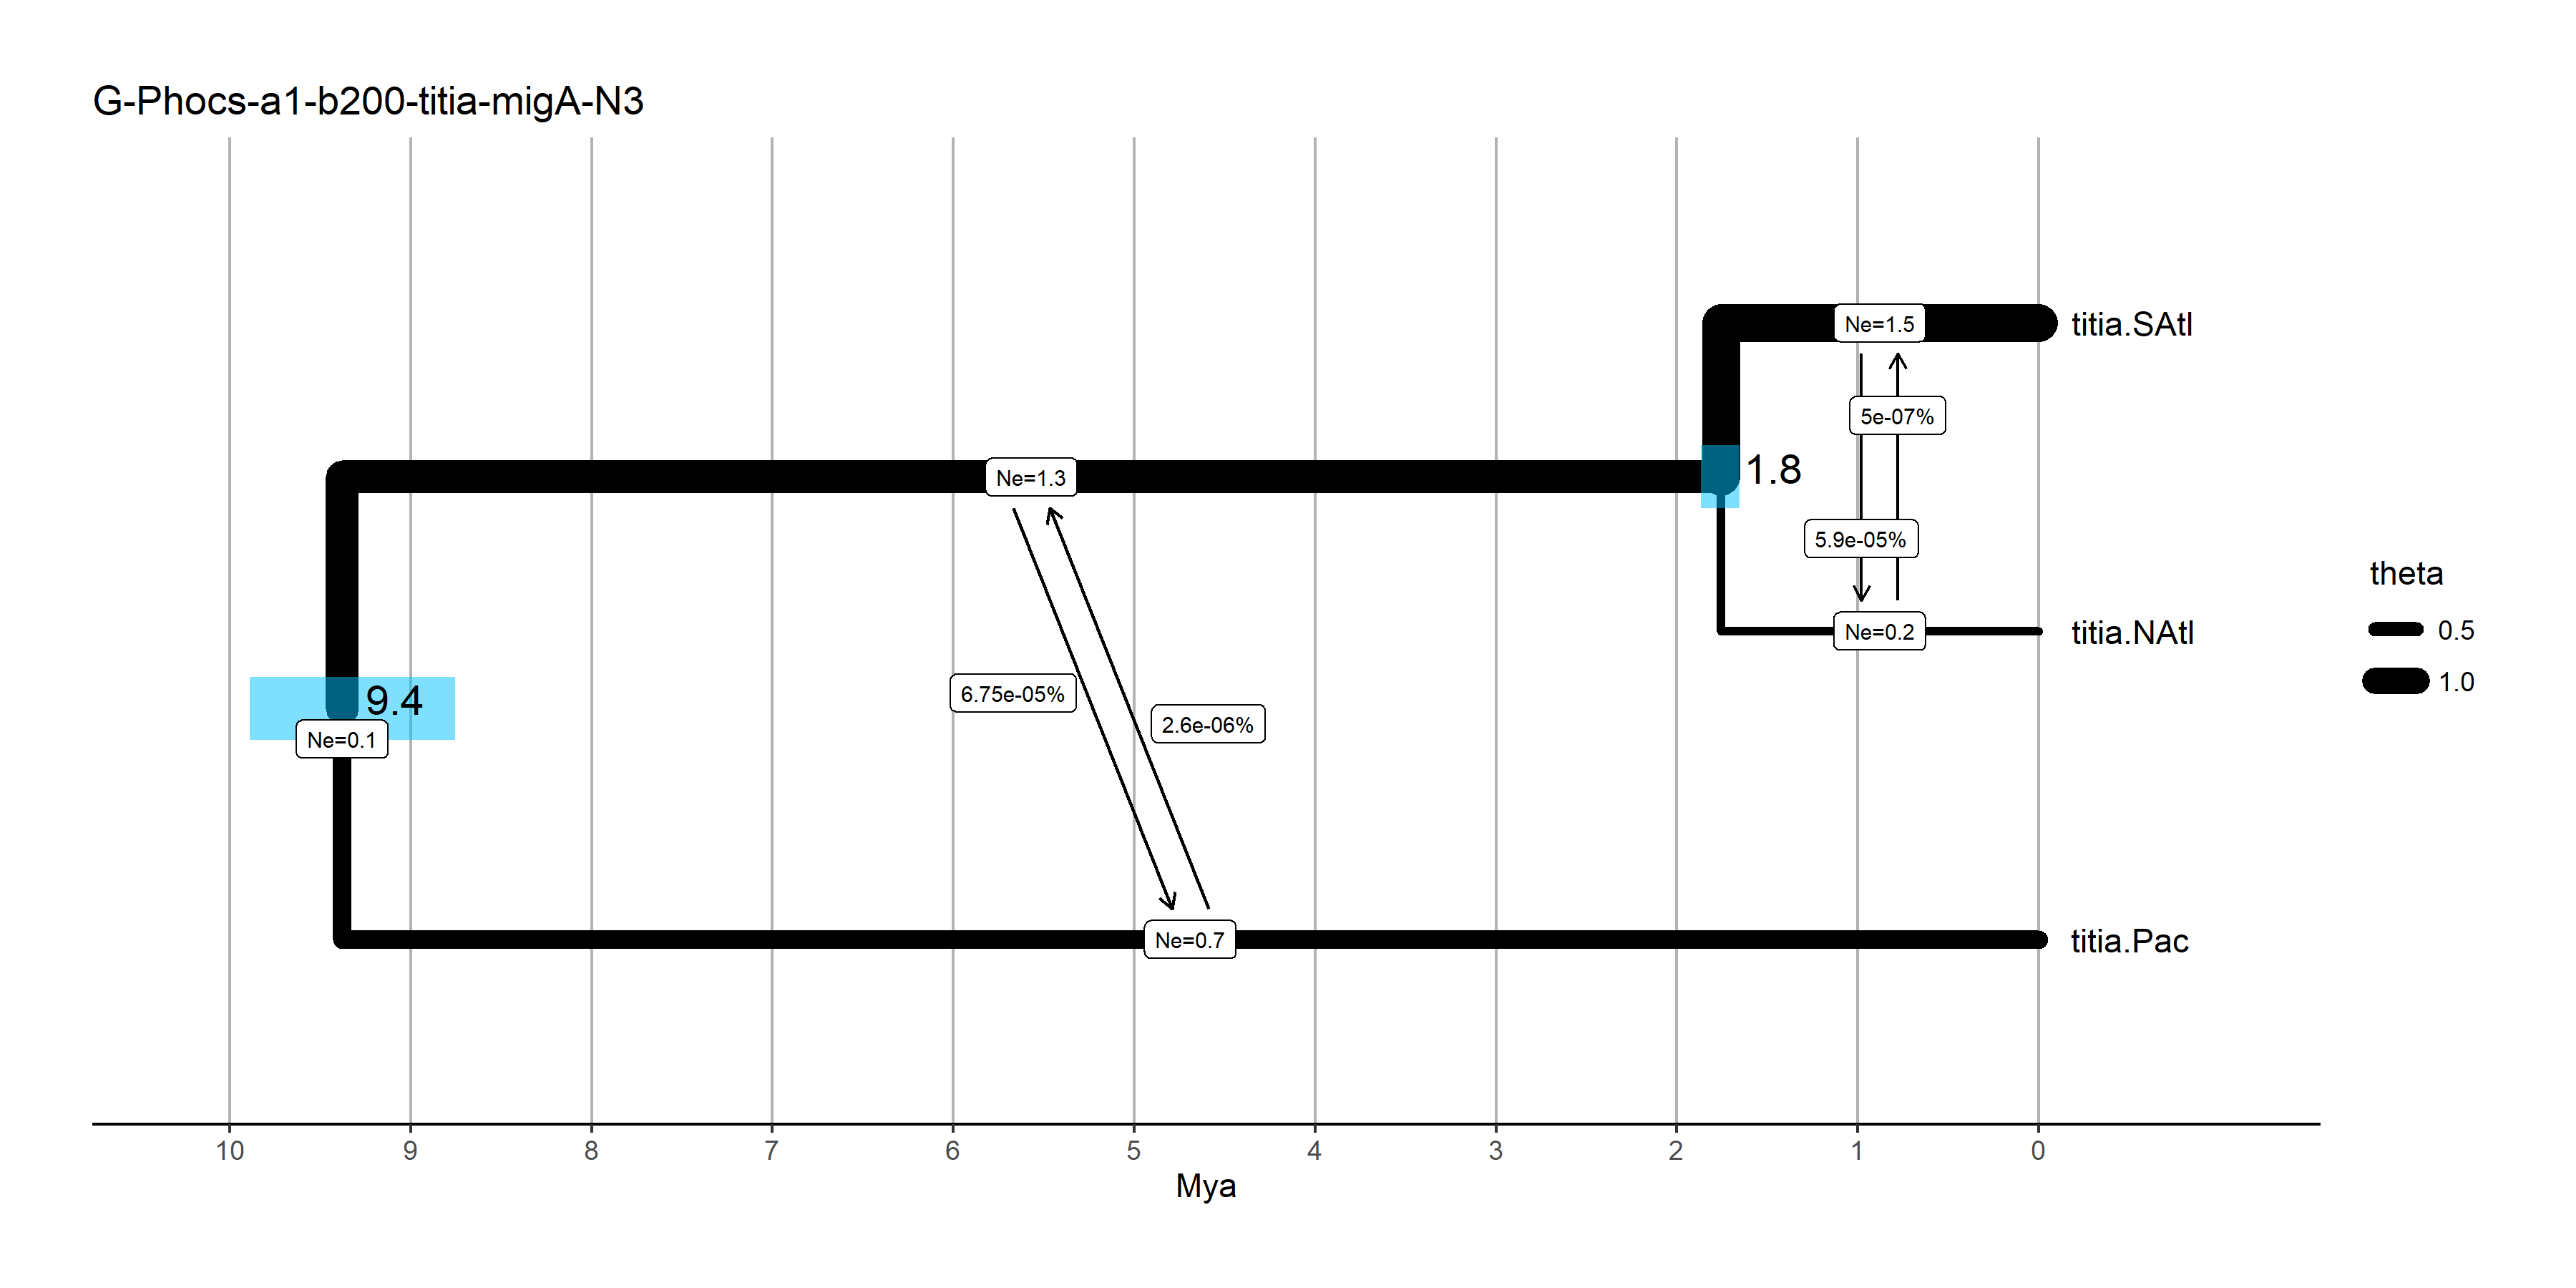 G-Phocs-a1-b200-titia-migA-N3
Ne=1.5
titia.SAtl
5e-07%
Ne=1.3
1.8
5.9e-05%
Ne=0.2
titia.NAtl
theta
0.5
1.0
9.4
6.75e-05%
2.6e-06%
Ne=0.1
Ne=0.7
titia.Pac
10 9 8 7 6 5 4 3 2 1 0
Mya